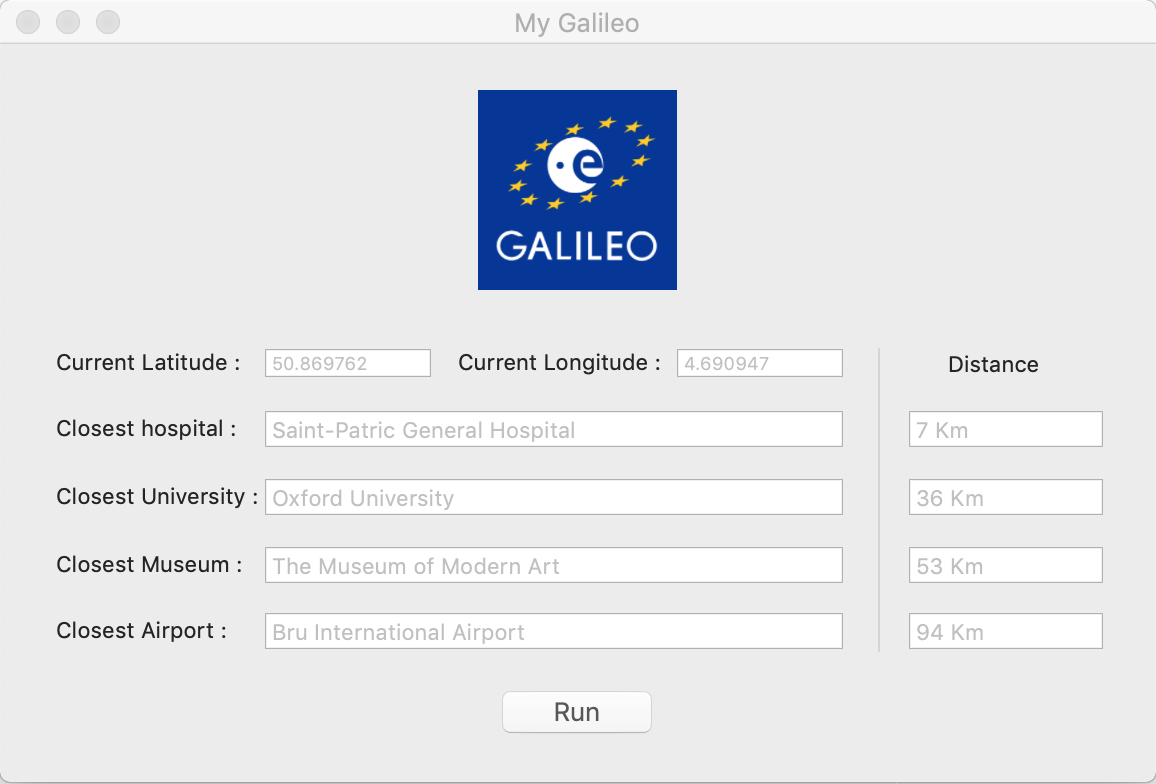 My Galileo
GALILEO
Current Latitude : 50.869762 Current Longitude : 4.690947 Distance
Closest hospital : Saint-Patric General Hospital 7 Km
Closest University : Oxford University 36 Km
Closest Museum : The Museum of Modern Art 53 Km
Closest Airport : Bru International Airport 94 Km
Run